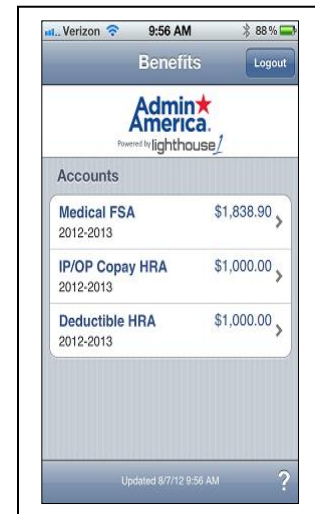 Verizon 9:56 AM 88%
Benefits Logout
Admin
America.
Powered by lighthouse1
Accounts
Medical FSA $1,838.90 >
2012-2013
IP/OP Copay HRA $1,000.00 >
2012-2013
Deductible HRA $1,000.00 >
2012-2013
Updated 8/7/12 9:56 AM ?